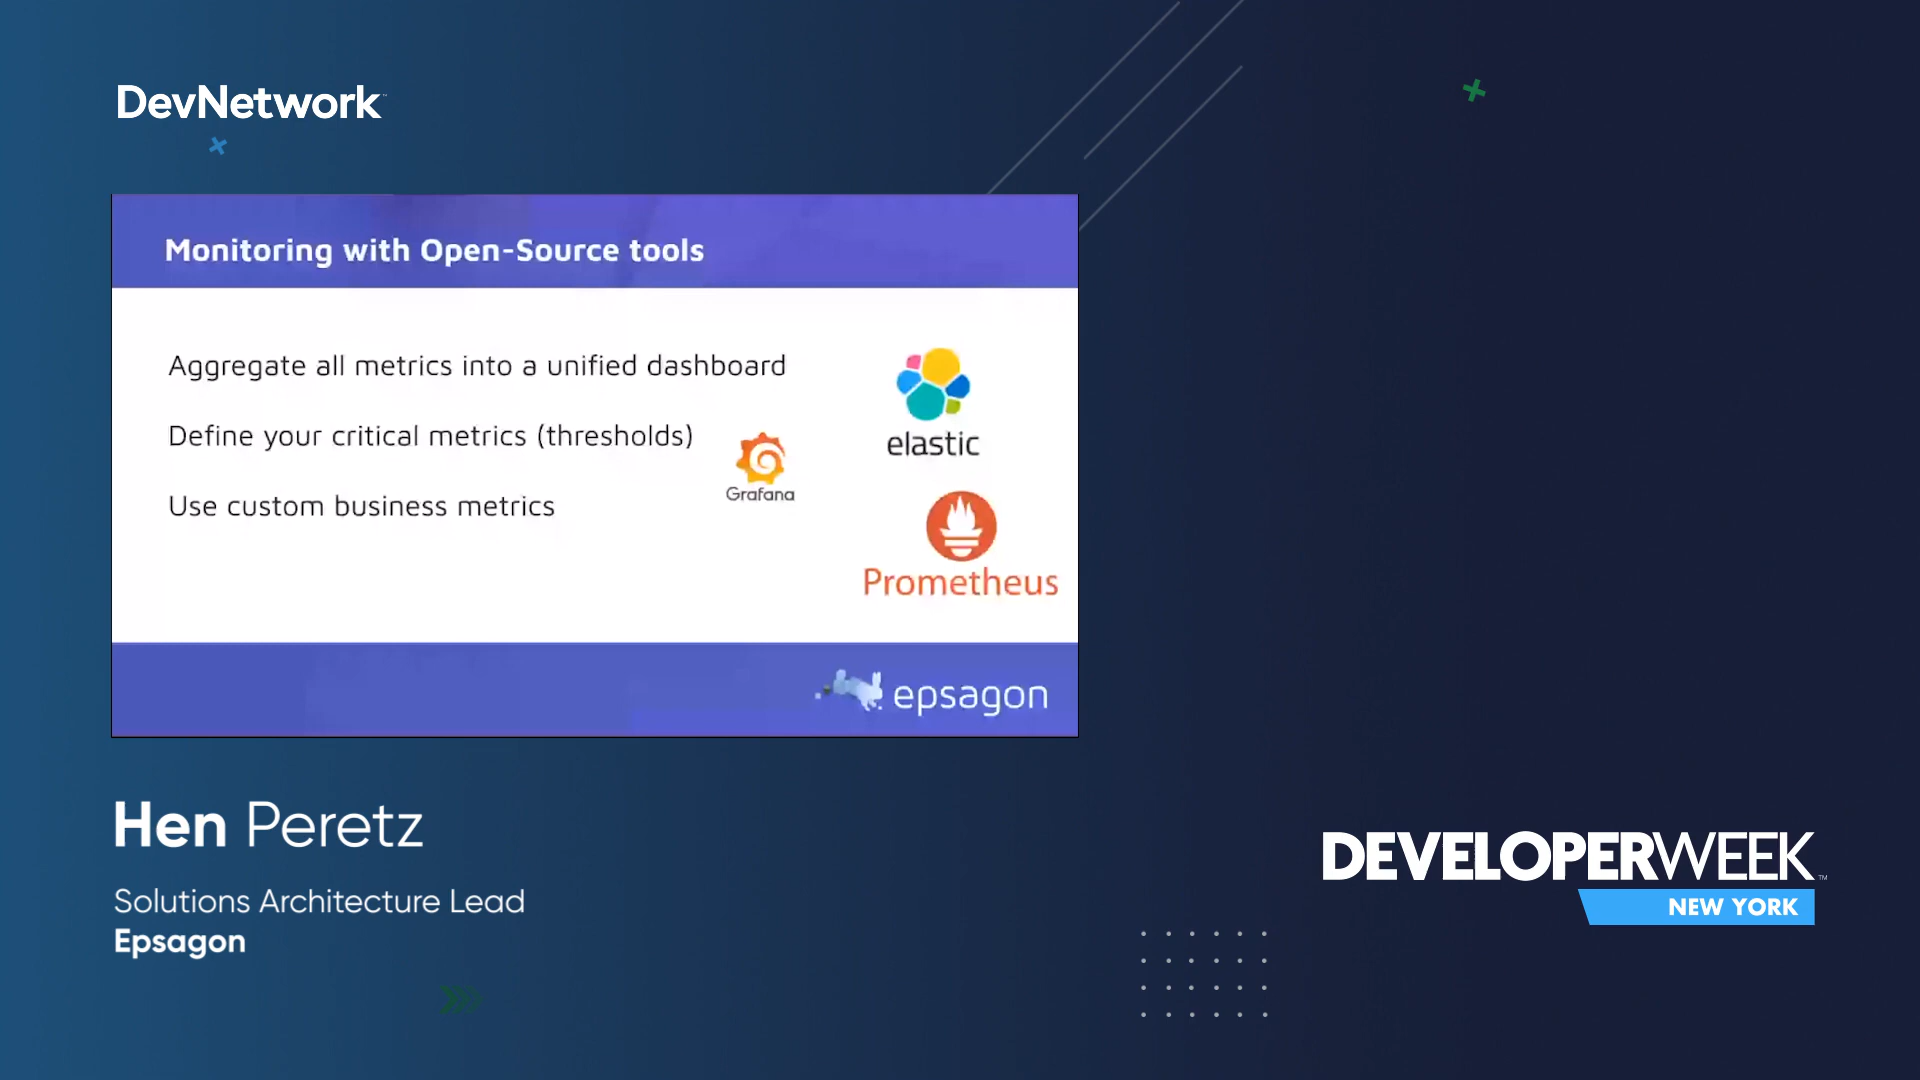 DevNetwork
Monitoring with Open-Source tools
Aggregate all metrics into a unified dashboard
Define your critical metrics (thresholds)
Use custom business metrics
Grafana
elastic
Prometheus
epsagon
Hen Peretz
Solutions Architecture Lead
Epsagon
DEVELOPERWEEK™
NEW YORK